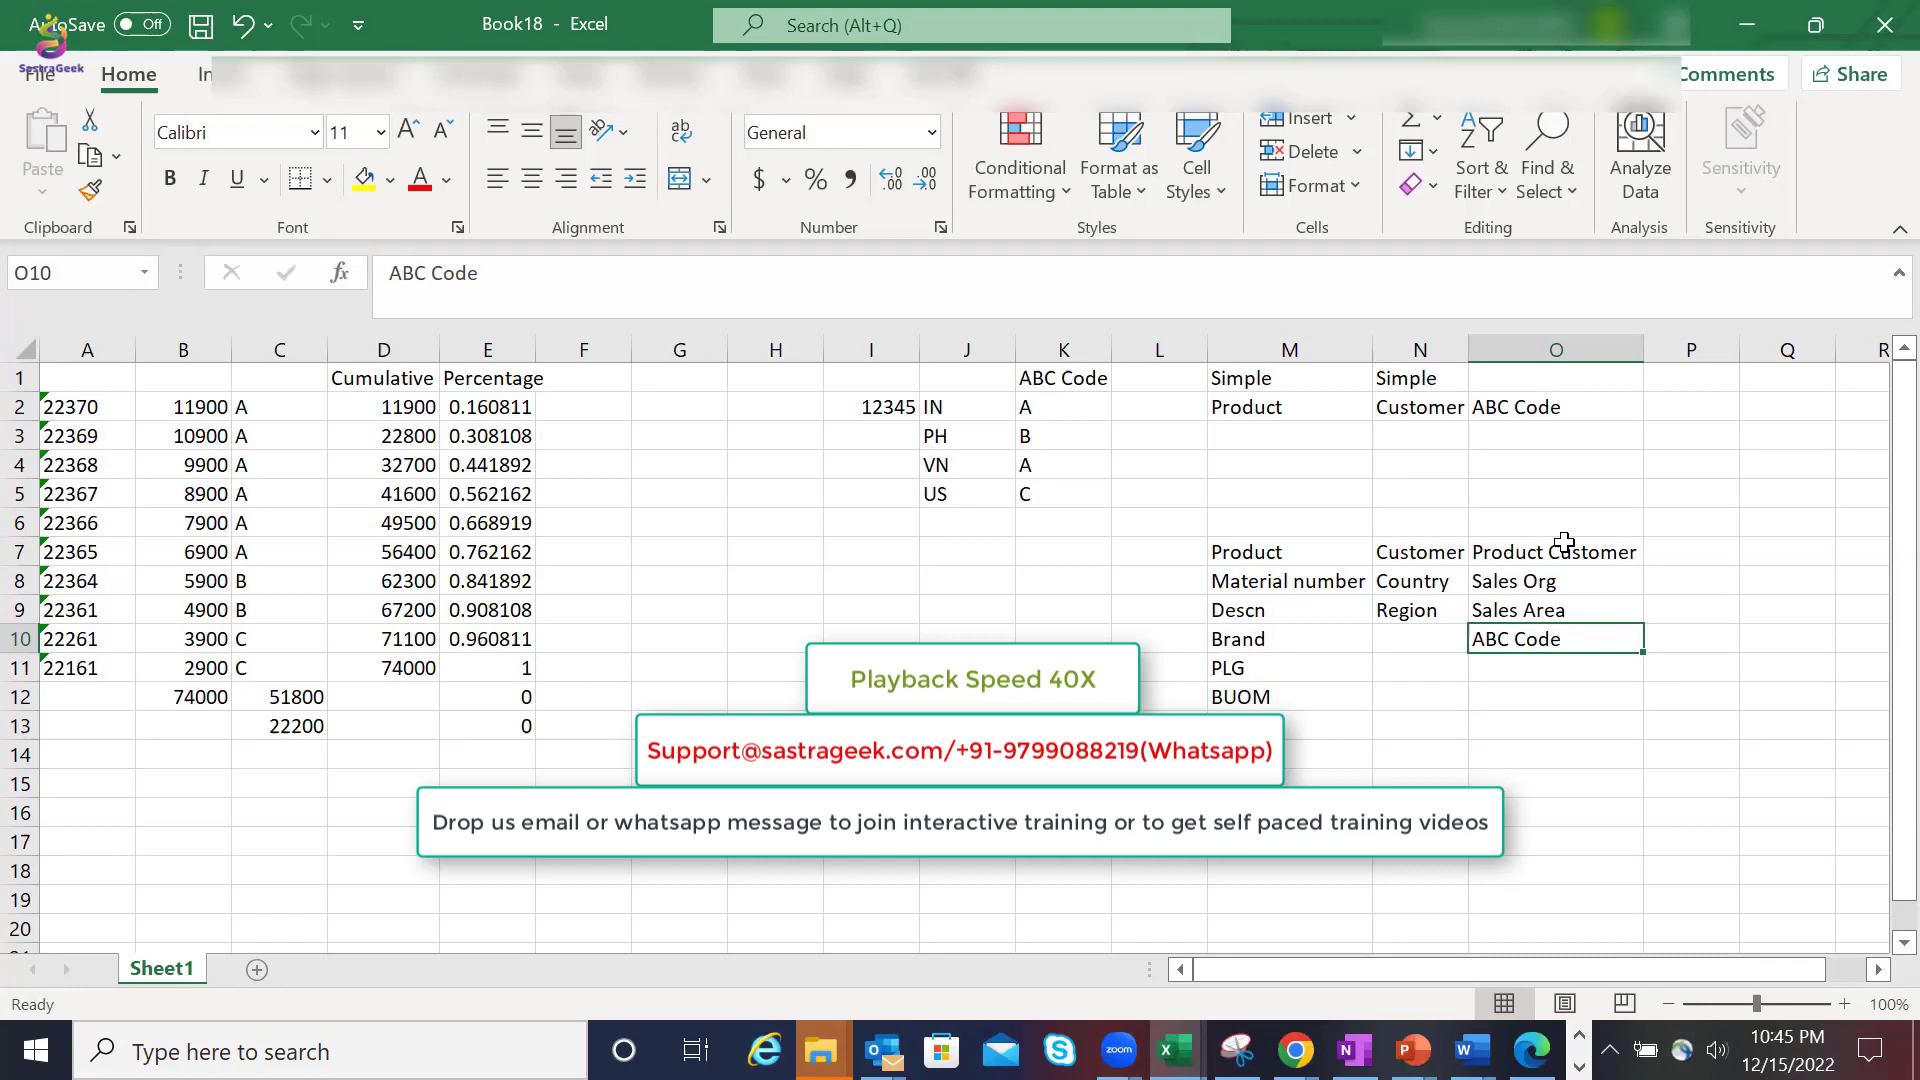 AutoSave Off Book18 - Excel Search (Alt+Q)
SastraGeek
File Home In Comments Share
Paste Calibri 11 General Conditional Formatting Format as Table Cell Styles Insert Delete Format Sort & Filter Find & Select Analyze Data Sensitivity
Clipboard Font Alignment Number Styles Cells Editing Analysis Sensitivity
O10 fx ABC Code
A B C D E F G H I J K L M N O P Q R
1 Cumulative Percentage ABC Code Simple Simple
2 22370 11900 A 11900 0.160811 12345 IN A Product Customer ABC Code
3 22369 10900 A 22800 0.308108 PH B
4 22368 9900 A 32700 0.441892 VN A
5 22367 8900 A 41600 0.562162 US C
6 22366 7900 A 49500 0.668919
7 22365 6900 A 56400 0.762162 Product Customer Product Customer
8 22364 5900 B 62300 0.841892 Material number Country Sales Org
9 22361 4900 B 67200 0.908108 Descn Region Sales Area
10 22261 3900 C 71100 0.960811 Brand ABC Code
11 22161 2900 C 74000 1 PLG
12 74000 51800 0 BUOM
13 22200 0
14
15
16
17
18
19
20
Playback Speed 40X
Support@sastrageek.com/+91-9799088219(Whatsapp)
Drop us email or whatsapp message to join interactive training or to get self paced training videos
Sheet1
Ready 100%
Type here to search zoom 10:45 PM
12/15/2022